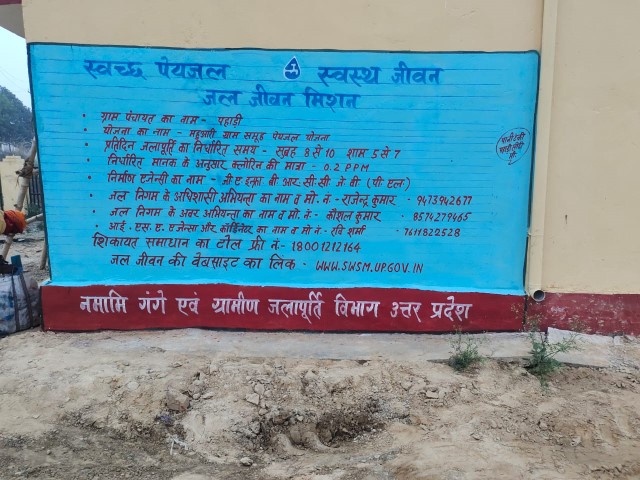 स्वच्छ पेयजल स्वस्थ जीवन
जल जीवन मिशन
• ग्राम पंचायत का नाम - पहाड़ी
• योजना का नाम - महुआरी ग्राम समूह पेयजल योजना
• प्रतिदिन जलापूर्ति का निर्धारित समय - सुबह 8 से 10 शाम 5 से 7
• निर्धारित मानक के अनुसार क्लोरिन की मात्रा - 0.2 PPM
• निर्माण एजेन्सी का नाम - जी.ए इन्फ्रा बी आर.सी.सी जे.बी (पी एल॰)
• जल निगम के अधिशासी अभियन्ता का नाम व मो. नं - राजेन्द्र कुमार - 9473942677
• जल निगम के अवर अभियन्ता का नाम व मो. नं - कौशल कुमार - 8574279465
• आई. एस. ए. एजेन्सी और कॉर्डिनेटर का नाम व मो. नं - रवि शर्मा - 7611822528
शिकायत समाधान का टोल फ्री नं - 18001212164
जल जीवन की वेबसाइट का लिंक - WWW.SWSM.UPGOV.IN
नमामि गंगे एवं ग्रामीण जलापूर्ति विभाग उत्तर प्रदेश